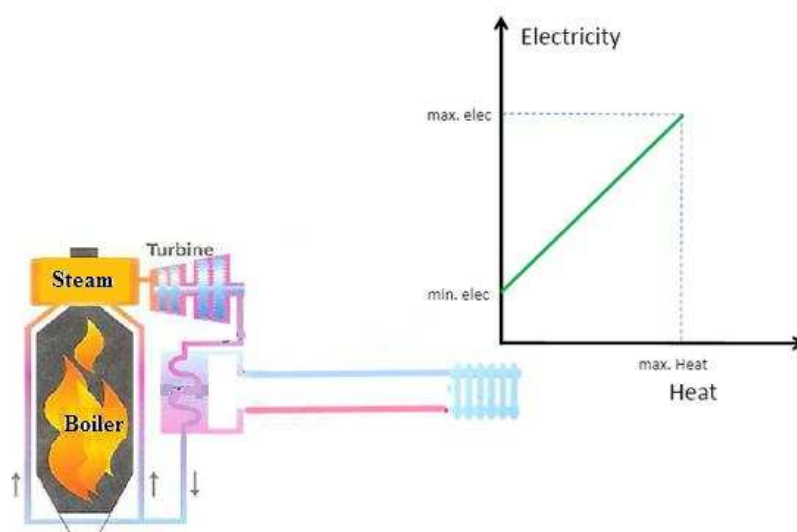 Electricity
max. elec
min. elec
max. Heat
Heat
Turbine
Steam
Boiler